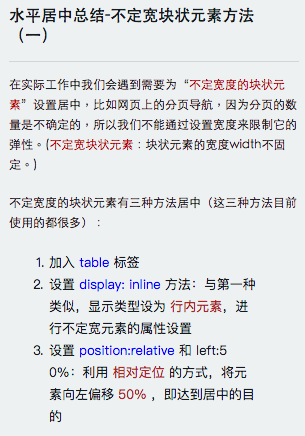 水平居中总结-不定宽块状元素方法
（一）
在实际工作中我们会遇到需要为“不定宽度的块状元
素”设置居中，比如网页上的分页导航，因为分页的数
量是不确定的，所以我们不能通过设置宽度来限制它的
弹性。(不定宽块状元素：块状元素的宽度width不固
定。)
不定宽度的块状元素有三种方法居中（这三种方法目前
使用的都很多）：
1. 加入 table 标签
2. 设置 display: inline 方法：与第一种
类似，显示类型设为 行内元素，进
行不定宽元素的属性设置
3. 设置 position:relative 和 left:5
0%：利用 相对定位 的方式，将元
素向左偏移 50% ，即达到居中的目
的